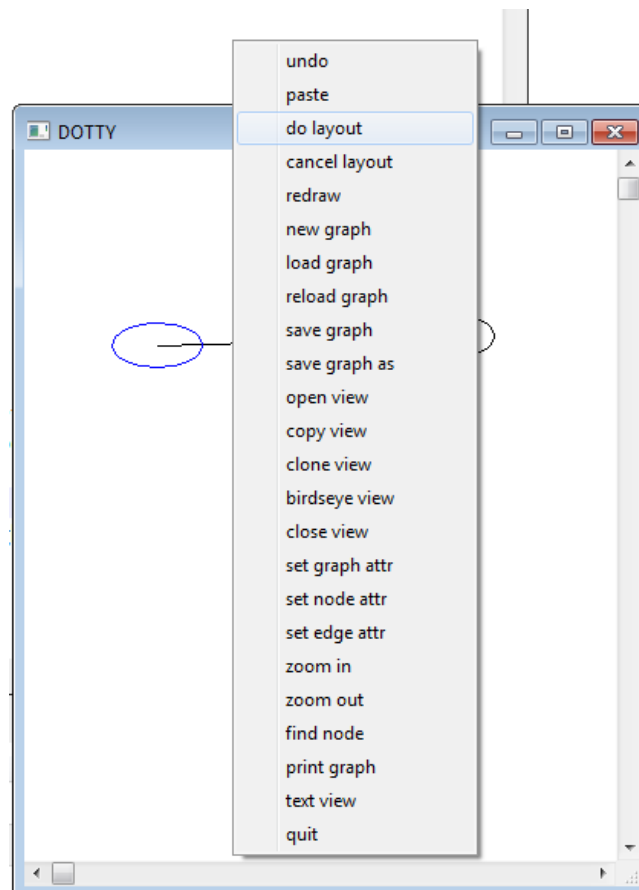 undo
paste
DOTTY
do layout
cancel layout
redraw
new graph
load graph
reload graph
save graph
save graph as
open view
copy view
clone view
birdseye view
close view
set graph attr
set node attr
set edge attr
zoom in
zoom out
find node
print graph
text view
quit